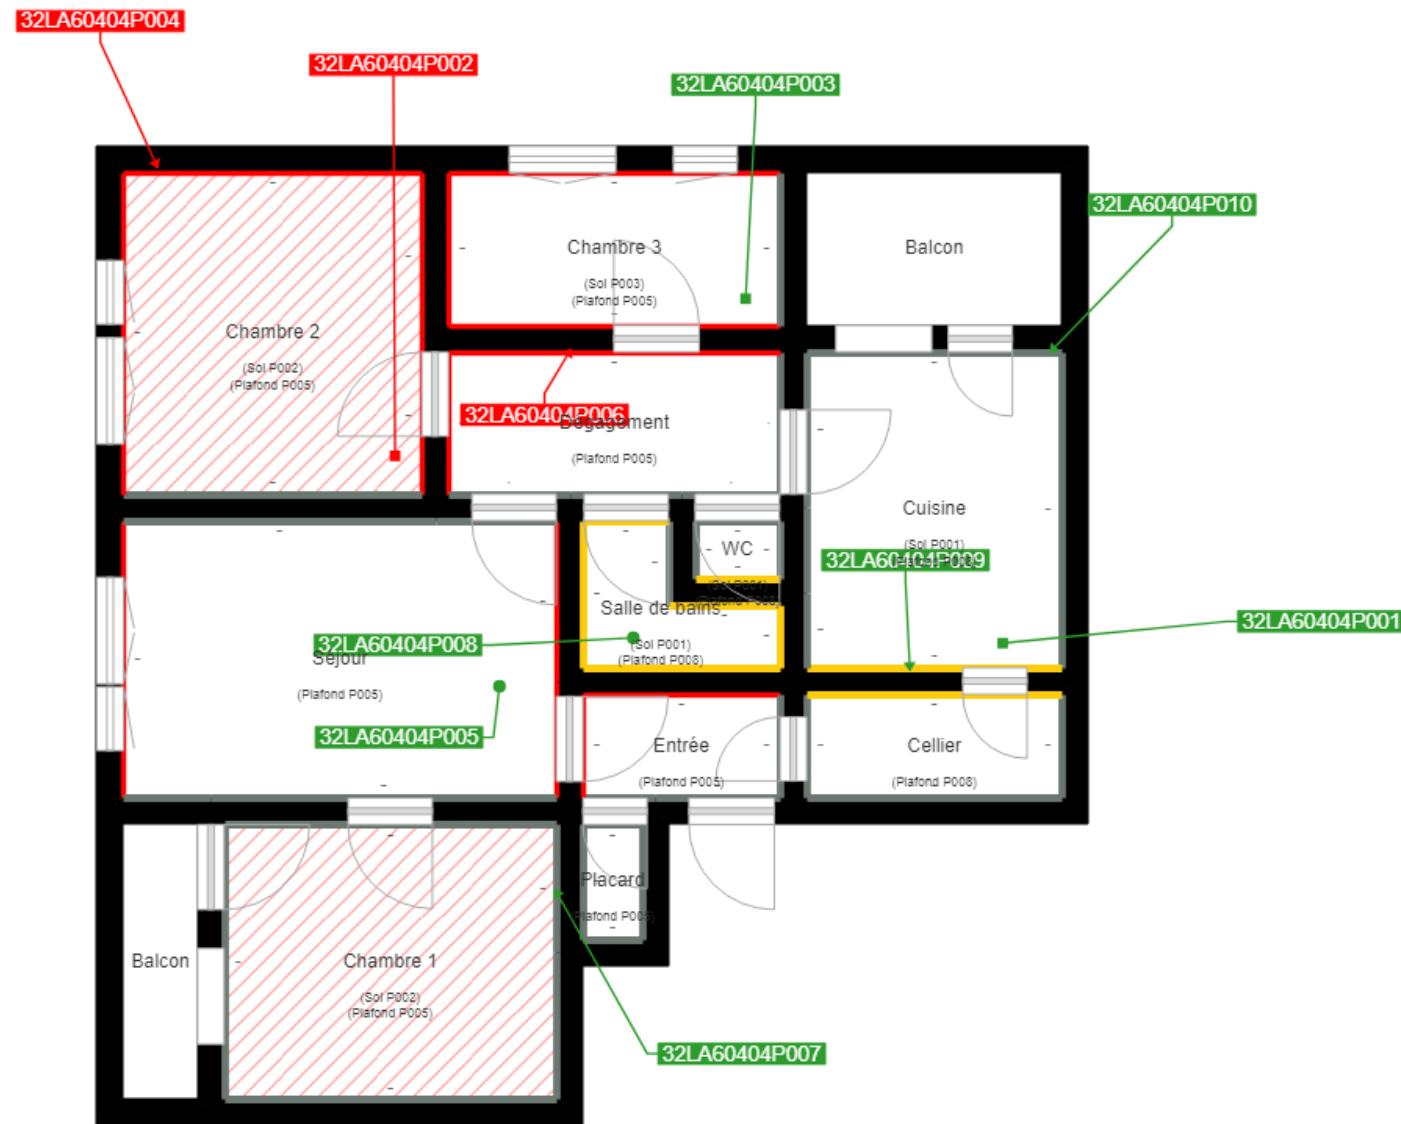 32LA60404P004
32LA60404P002
32LA60404P003
32LA60404P010
Chambre 3
(Sol P003)
(Plafond P005)
Balcon
Chambre 2
(Sol P002)
(Plafond P005)
32LA60404P006
Dégagement
(Plafond P005)
Cuisine
(Sol P001)
32LA60404P009
WC
(Sol P001)
Salle de bains
(Sol P001)
(Plafond P008)
32LA60404P008
32LA60404P001
Séjour
(Plafond P005)
32LA60404P005
Entrée
(Plafond P005)
Cellier
(Plafond P008)
Placard
Balcon
Chambre 1
(Sol P002)
(Plafond P005)
32LA60404P007